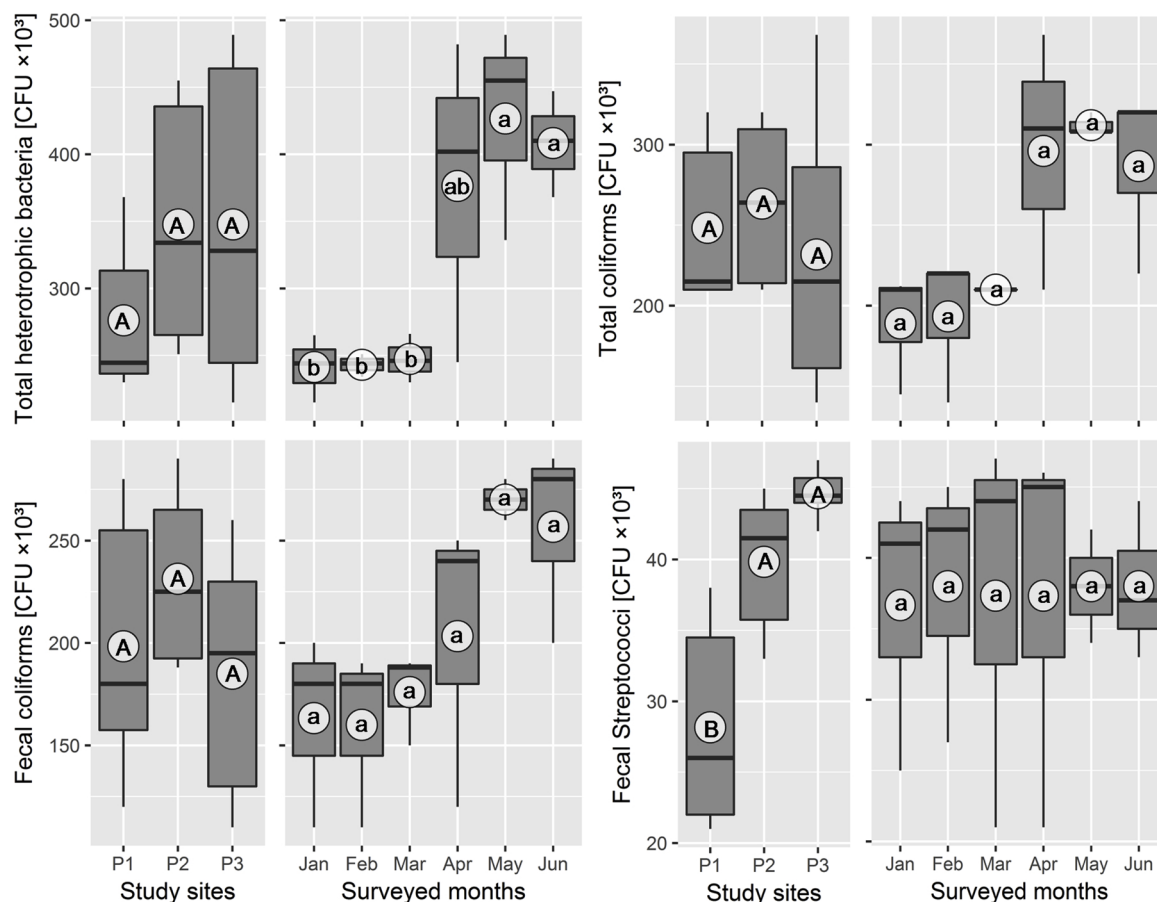 Total heterotrophic bacteria [CFU ×10³]
500
400
300
A
A
A
b
b
b
ab
a
a
Total coliforms [CFU ×10³]
300
200
A
A
A
a
a
a
a
a
a
Fecal coliforms [CFU ×10³]
250
200
150
A
A
A
a
a
a
a
a
a
P1 P2 P3
Study sites
Jan Feb Mar Apr May Jun
Surveyed months
Fecal Streptococci [CFU ×10³]
40
30
20
B
A
A
a
a
a
a
a
a
P1 P2 P3
Study sites
Jan Feb Mar Apr May Jun
Surveyed months